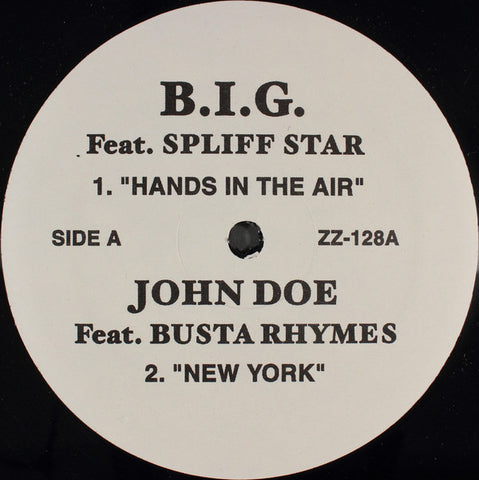 B.I.G.
Feat. SPLIFF STAR
1. "HANDS IN THE AIR"
SIDE A
ZZ-128A
JOHN DOE
Feat. BUSTA RHYMES
2. "NEW YORK"